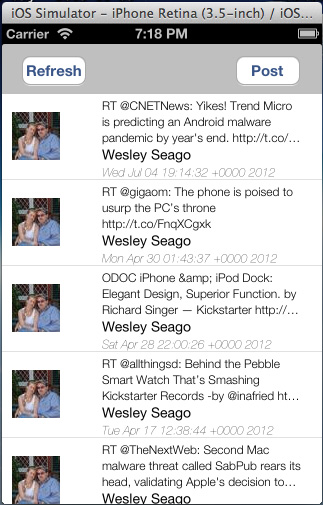 iOS Simulator - iPhone Retina (3.5-inch) / iOS...
Carrier 7:18 PM
Refresh Post
RT @CNETNews: Yikes! Trend Micro
is predicting an Android malware
pandemic by year's end. http://t.co/...
Wesley Seago
Wed Jul 04 19:14:32 +0000 2012
RT @gigaom: The phone is poised to
usurp the PC's throne
http://t.co/FnqXCgxk
Wesley Seago
Mon Apr 30 01:43:37 +0000 2012
ODOC iPhone &amp; iPod Dock:
Elegant Design, Superior Function. by
Richard Singer — Kickstarter http://...
Wesley Seago
Sat Apr 28 22:00:26 +0000 2012
RT @allthingsd: Behind the Pebble
Smart Watch That's Smashing
Kickstarter Records -by @inafried ht...
Wesley Seago
Tue Apr 17 12:38:44 +0000 2012
RT @TheNextWeb: Second Mac
malware threat called SabPub rears its
head, validating Apple's decision to...
Wesley Seago